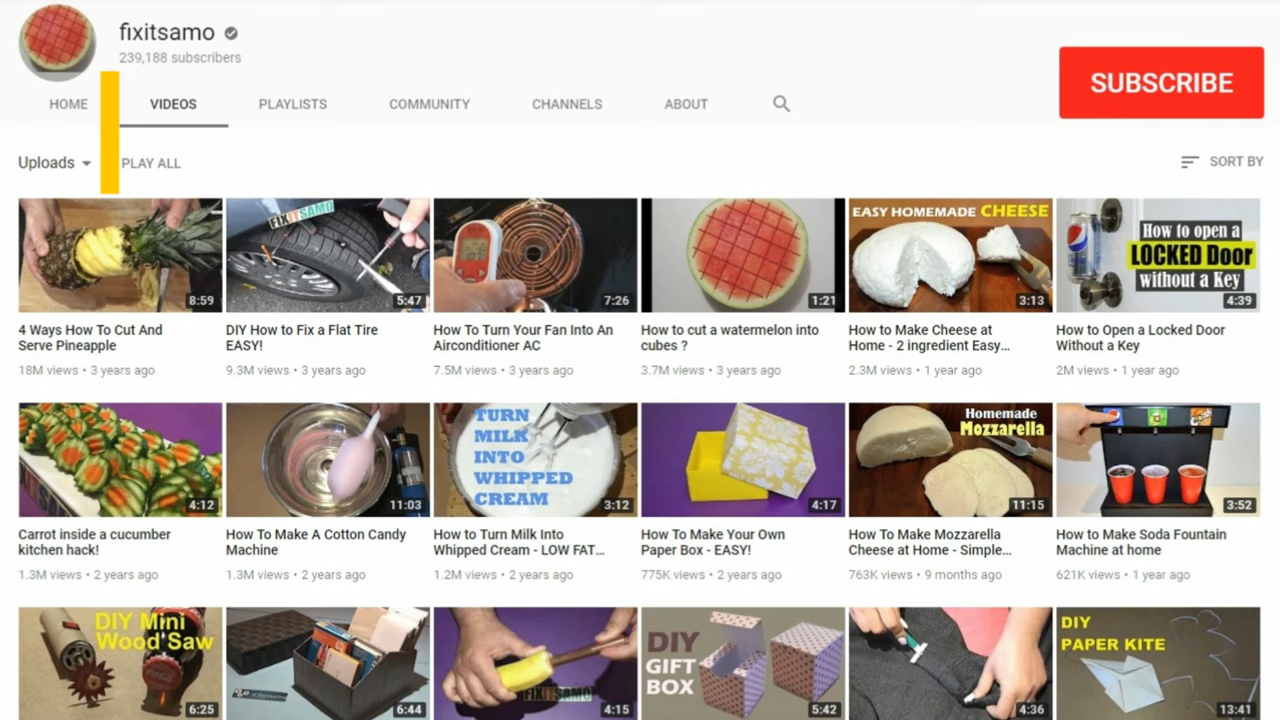 fixitsamo
239,188 subscribers
SUBSCRIBE
HOME VIDEOS PLAYLISTS COMMUNITY CHANNELS ABOUT
Uploads PLAY ALL SORT BY
8:59
FIXITSAMO
5:47
7:26
1:21
EASY HOMEMADE CHEESE
3:13
How to open a
LOCKED Door
without a Key
4:39
4 Ways How To Cut And
Serve Pineapple
18M views • 3 years ago
DIY How to Fix a Flat Tire
EASY!
9.3M views • 3 years ago
How To Turn Your Fan Into An
Airconditioner AC
7.5M views • 3 years ago
How to cut a watermelon into
cubes ?
3.7M views • 3 years ago
How to Make Cheese at
Home - 2 ingredient Easy...
2.3M views • 1 year ago
How to Open a Locked Door
Without a Key
2M views • 1 year ago
4:12
11:03
TURN
MILK
INTO
WHIPPED
CREAM
3:12
4:17
Homemade
Mozzarella
11:15
3:52
Carrot inside a cucumber
kitchen hack!
1.3M views • 2 years ago
How To Make A Cotton Candy
Machine
1.3M views • 2 years ago
How to Turn Milk Into
Whipped Cream - LOW FAT...
1.2M views • 2 years ago
How To Make Your Own
Paper Box - EASY!
775K views • 2 years ago
How To Make Mozzarella
Cheese at Home - Simple...
763K views • 9 months ago
How to Make Soda Fountain
Machine at home
621K views • 1 year ago
DIY Mini
Wood Saw
6:25
6:44
FIXITSAMO
4:15
DIY
GIFT
BOX
5:42
4:36
DIY
PAPER KITE
13:41